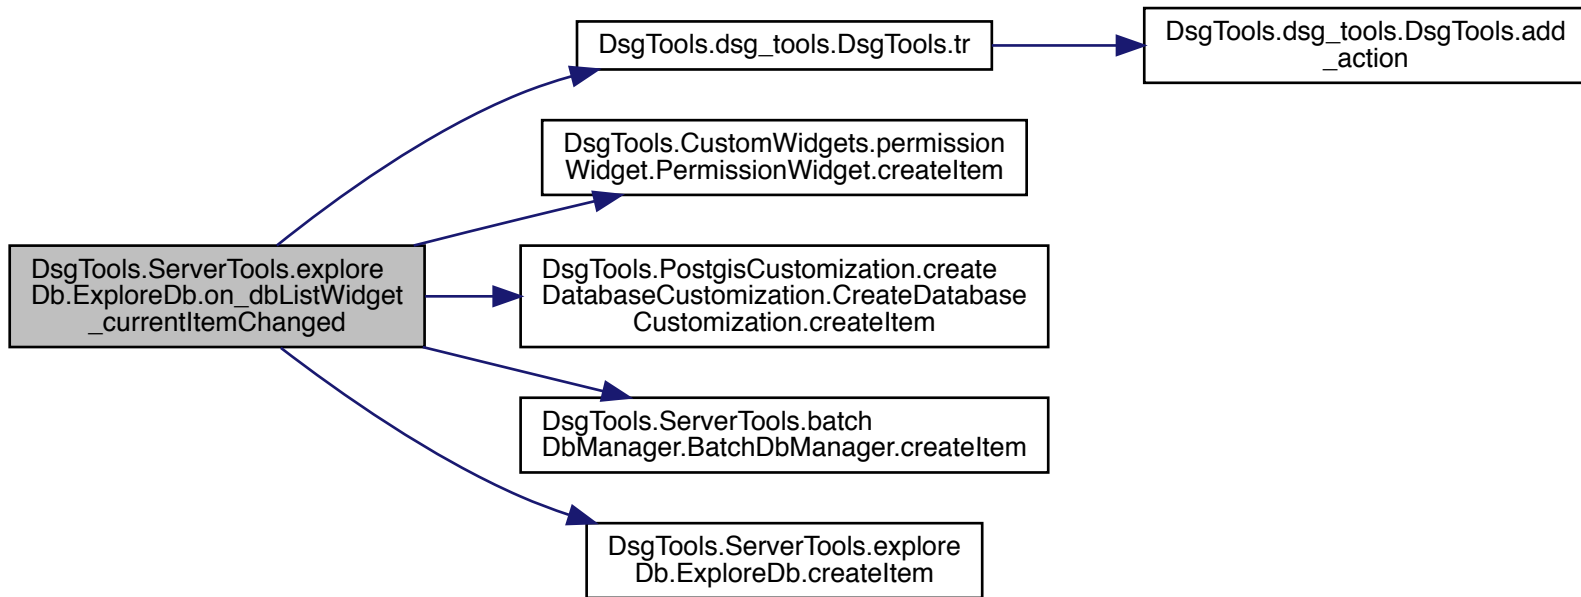 DsgTools.dsg_tools.DsgTools.tr
DsgTools.dsg_tools.DsgTools.add
_action
DsgTools.CustomWidgets.permission
Widget.PermissionWidget.createItem
DsgTools.ServerTools.explore
Db.ExploreDb.on_dbListWidget
_currentItemChanged
DsgTools.PostgisCustomization.create
DatabaseCustomization.CreateDatabase
Customization.createItem
DsgTools.ServerTools.batch
DbManager.BatchDbManager.createItem
DsgTools.ServerTools.explore
Db.ExploreDb.createItem